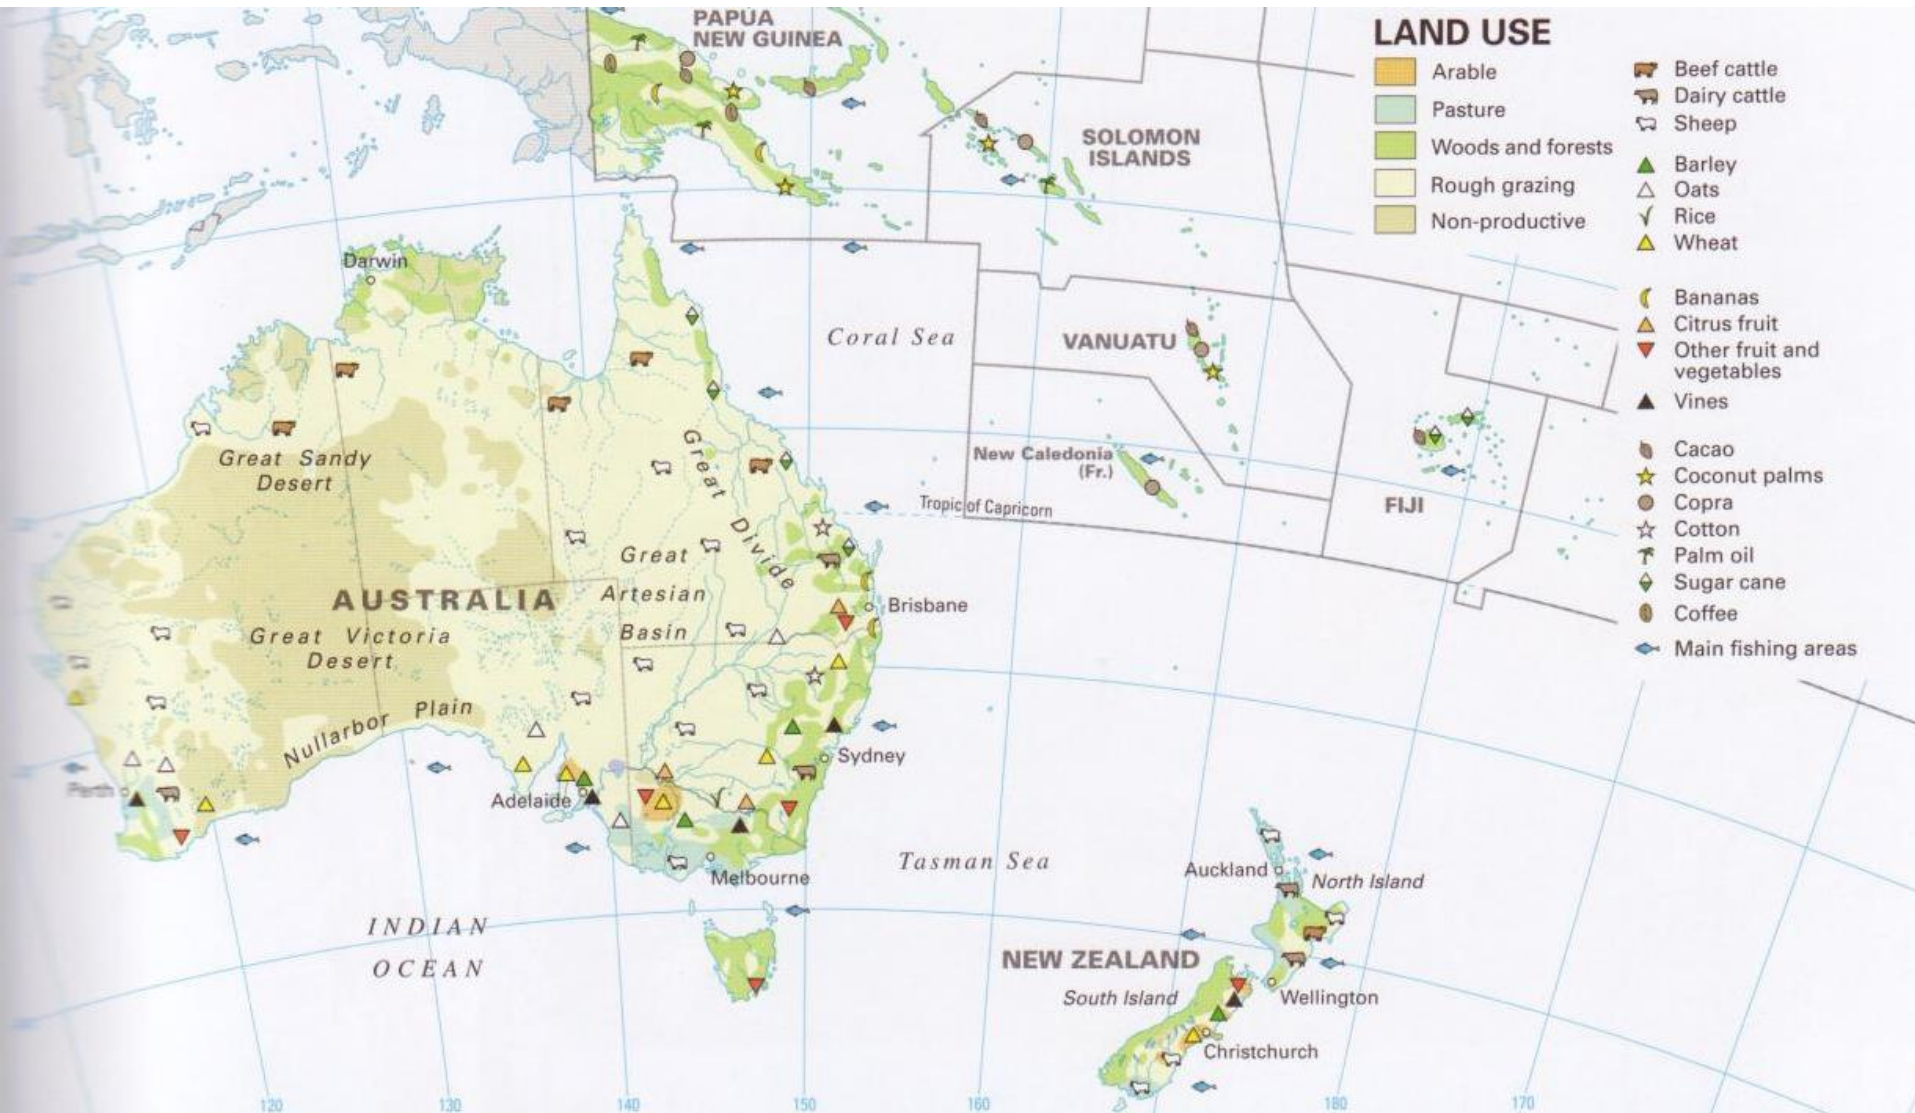 PAPUA
NEW GUINEA
SOLOMON
ISLANDS
Darwin
Coral Sea
VANUATU
Great Sandy
Desert
Great Divide
New Caledonia
(Fr.)
Tropic of Capricorn
FIJI
Great
Artesian
Basin
AUSTRALIA
Brisbane
Great Victoria
Desert
Nullarbor Plain
Sydney
Perth
Adelaide
Melbourne
Tasman Sea
Auckland
North Island
INDIAN
OCEAN
NEW ZEALAND
South Island
Wellington
Christchurch
120
130
140
150
160
180
170
LAND USE
Arable
Pasture
Woods and forests
Rough grazing
Non-productive
Beef cattle
Dairy cattle
Sheep
Barley
Oats
Rice
Wheat
Bananas
Citrus fruit
Other fruit and
vegetables
Vines
Cacao
Coconut palms
Copra
Cotton
Palm oil
Sugar cane
Coffee
Main fishing areas